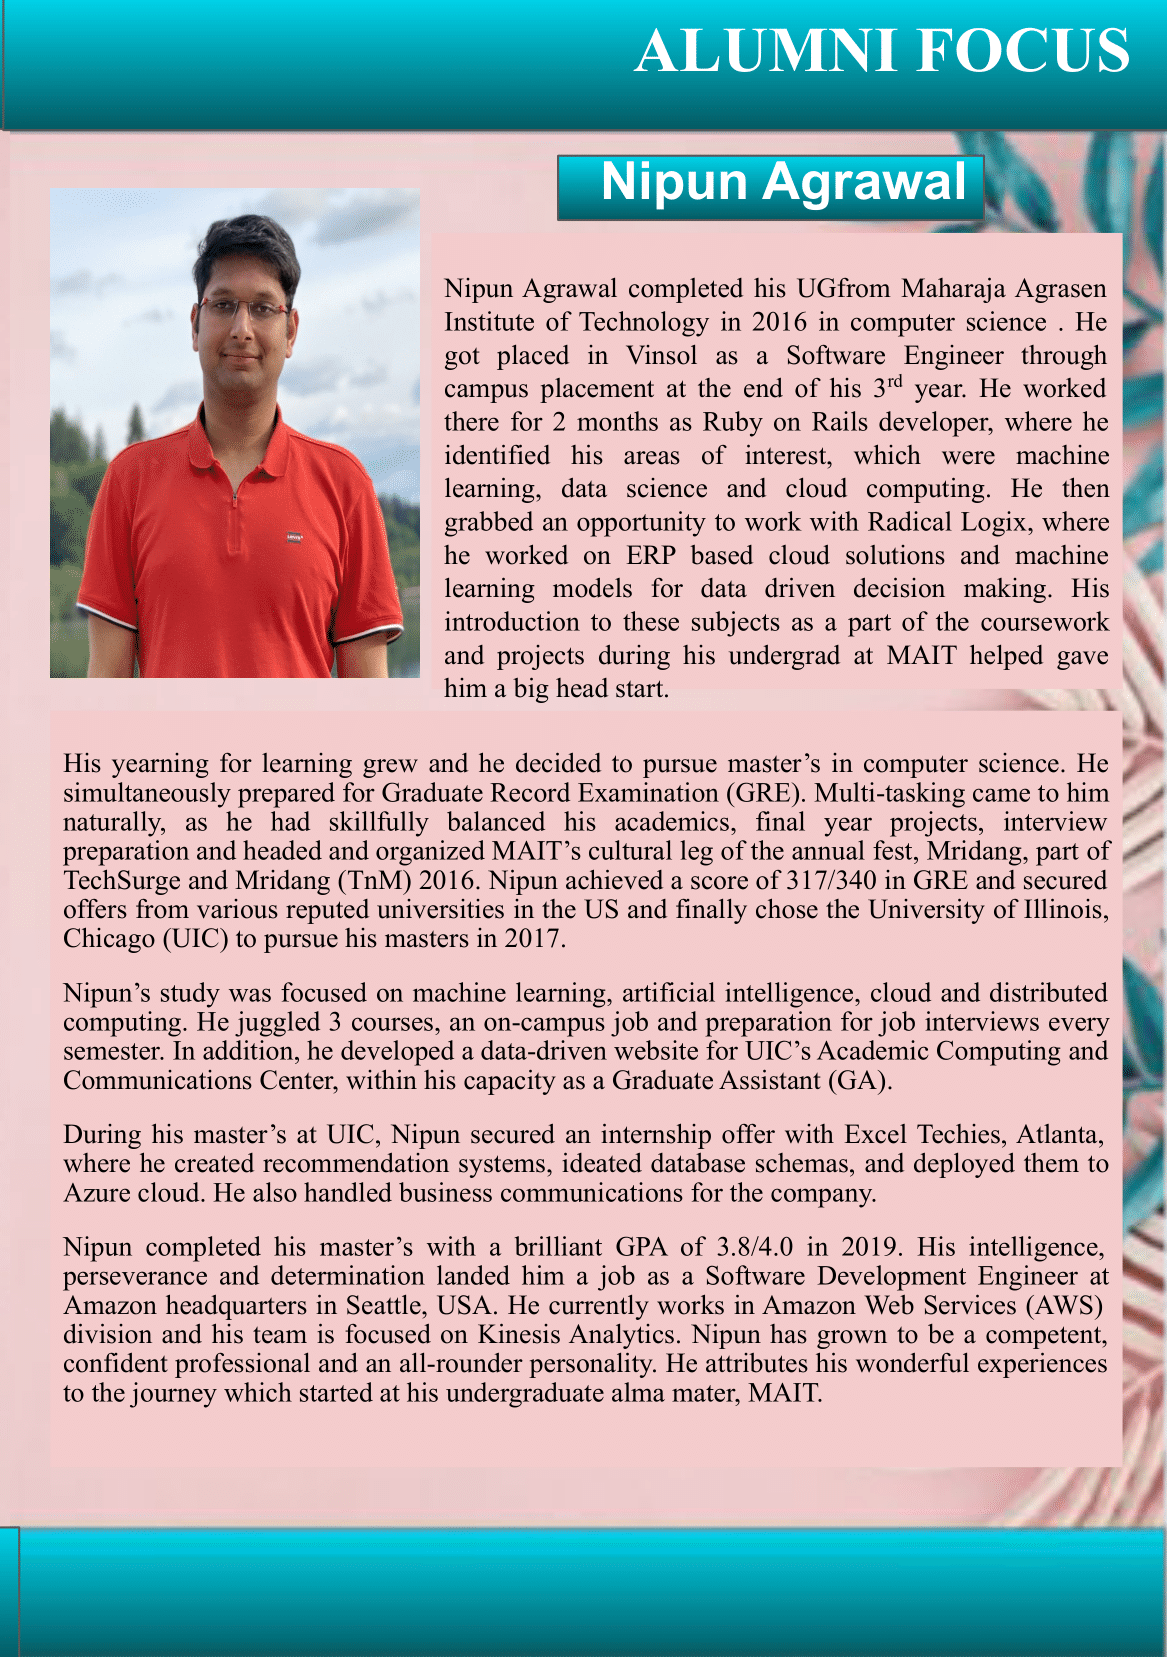 ALUMNI FOCUS
Nipun Agrawal
Nipun Agrawal completed his UGfrom Maharaja Agrasen
Institute of Technology in 2016 in computer science . He
got placed in Vinsol as a Software Engineer through
campus placement at the end of his 3rd year. He worked
there for 2 months as Ruby on Rails developer, where he
identified his areas of interest, which were machine
learning, data science and cloud computing. He then
grabbed an opportunity to work with Radical Logix, where
he worked on ERP based cloud solutions and machine
learning models for data driven decision making. His
introduction to these subjects as a part of the coursework
and projects during his undergrad at MAIT helped gave
him a big head start.
His yearning for learning grew and he decided to pursue master’s in computer science. He
simultaneously prepared for Graduate Record Examination (GRE). Multi-tasking came to him
naturally, as he had skillfully balanced his academics, final year projects, interview
preparation and headed and organized MAIT’s cultural leg of the annual fest, Mridang, part of
TechSurge and Mridang (TnM) 2016. Nipun achieved a score of 317/340 in GRE and secured
offers from various reputed universities in the US and finally chose the University of Illinois,
Chicago (UIC) to pursue his masters in 2017.
Nipun’s study was focused on machine learning, artificial intelligence, cloud and distributed
computing. He juggled 3 courses, an on-campus job and preparation for job interviews every
semester. In addition, he developed a data-driven website for UIC’s Academic Computing and
Communications Center, within his capacity as a Graduate Assistant (GA).
During his master’s at UIC, Nipun secured an internship offer with Excel Techies, Atlanta,
where he created recommendation systems, ideated database schemas, and deployed them to
Azure cloud. He also handled business communications for the company.
Nipun completed his master’s with a brilliant GPA of 3.8/4.0 in 2019. His intelligence,
perseverance and determination landed him a job as a Software Development Engineer at
Amazon headquarters in Seattle, USA. He currently works in Amazon Web Services (AWS)
division and his team is focused on Kinesis Analytics. Nipun has grown to be a competent,
confident professional and an all-rounder personality. He attributes his wonderful experiences
to the journey which started at his undergraduate alma mater, MAIT.